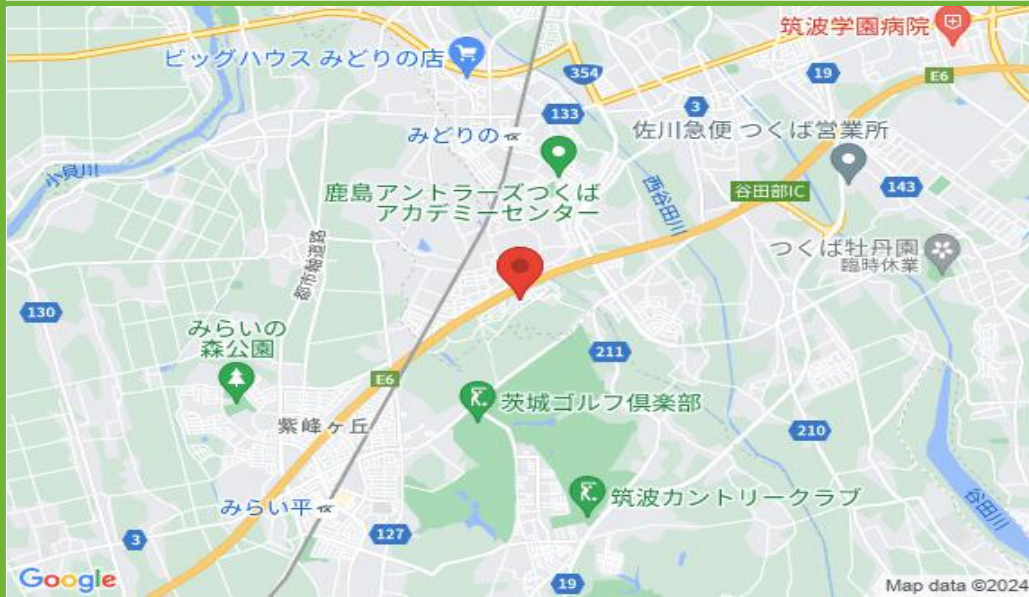 筑波学園病院
ビッグハウス みどりの店
354
19
E6
3
133
みどりの
佐川急便 つくば営業所
小貝川
鹿島アントラーズつくば
アカデミーセンター
西谷田川
谷田部IC
143
都市軸道路
つくば牡丹園
臨時休業
130
みらいの
森公園
211
E6
茨城ゴルフ倶楽部
紫峰ヶ丘
210
筑波カントリークラブ
みらい平
谷田川
127
3
19
Google
Map data ©2024